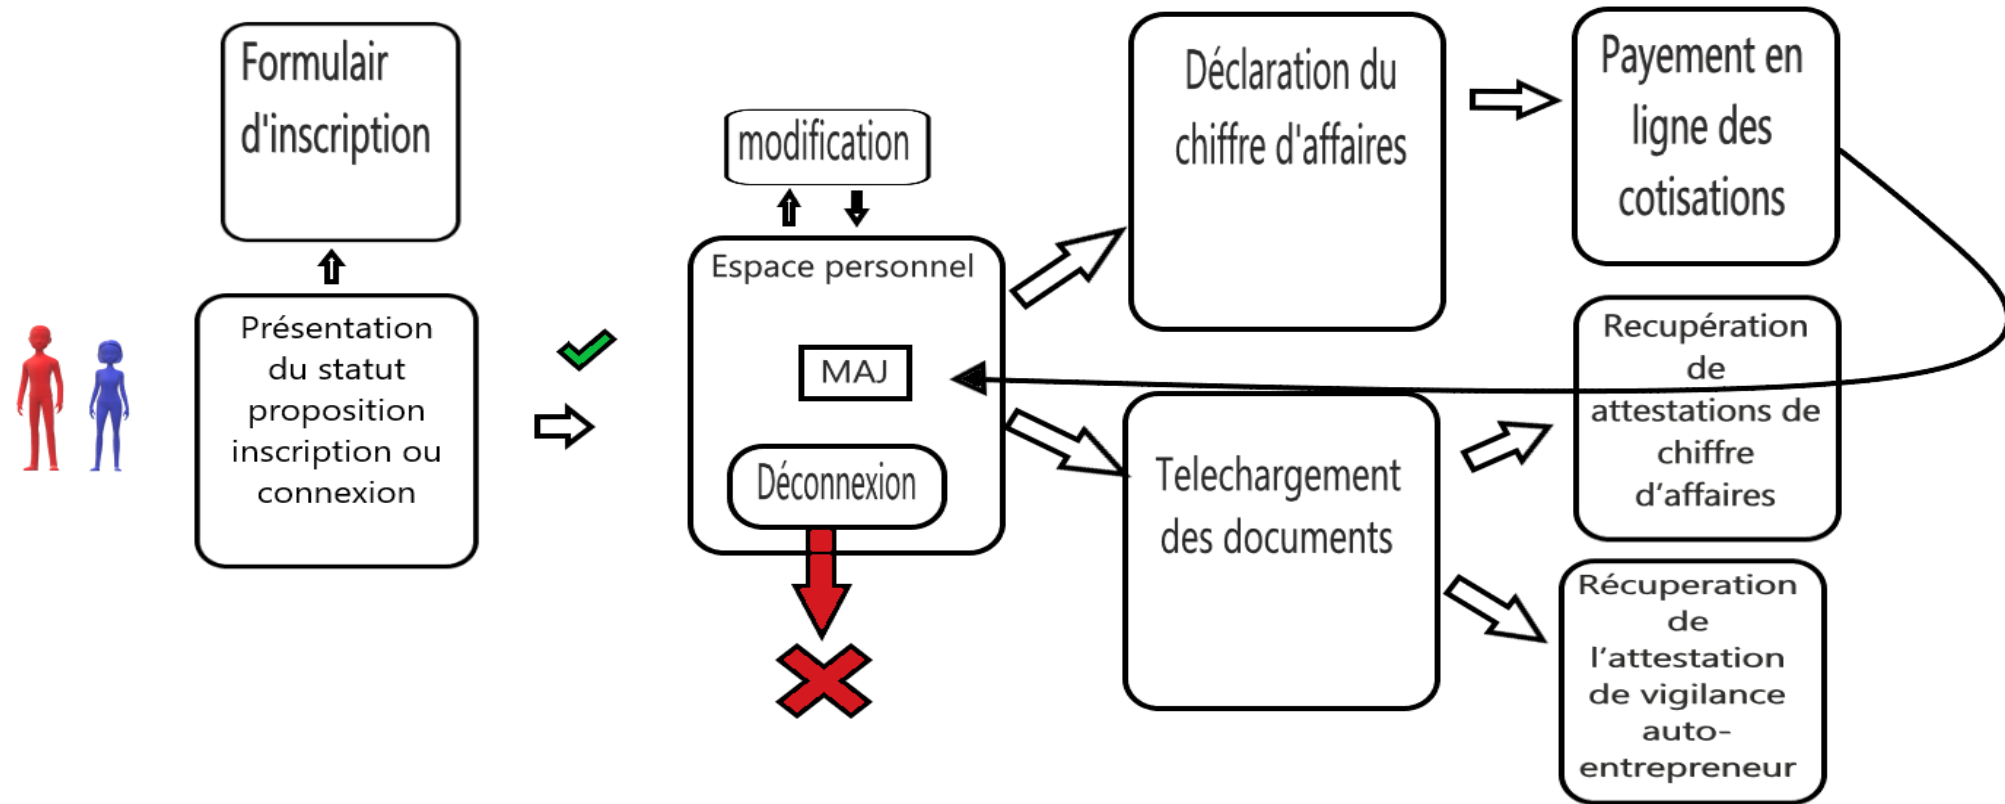 Formulair
d'inscription
Présentation
du statut
proposition
inscription ou
connexion
modification
Espace personnel
MAJ
Déconnexion
Déclaration du
chiffre d'affaires
Payement en
ligne des
cotisations
Telechargement
des documents
Recupération
de
attestations de
chiffre
d’affaires
Récuperation
de
l’attestation
de vigilance
auto-
entrepreneur